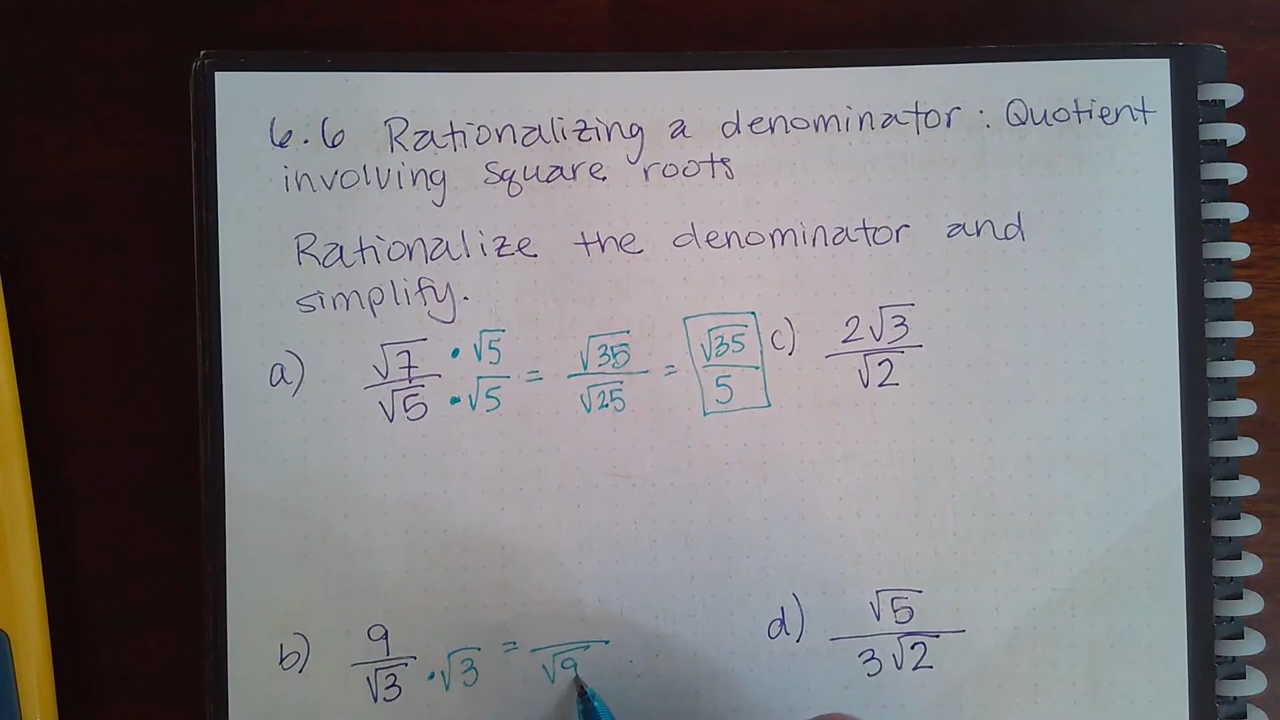 6.6 Rationalizing a denominator: Quotient
involving square roots
Rationalize the denominator and
simplify.
a) √7/√5 · √5/· √5 = √35/√25 = √35/5
c) 2√3/√2
b) 9/√3 · √3 = /√9
d) √5/3√2